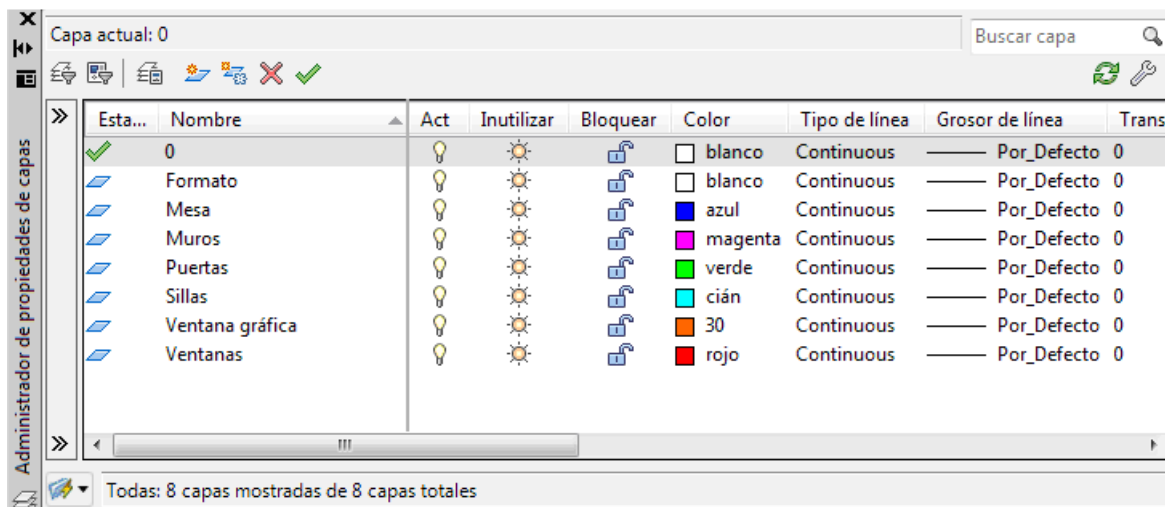 Capa actual: 0
Buscar capa
Esta... Nombre Act Inutilizar Bloquear Color Tipo de línea Grosor de línea Trans
0 blanco Continuous Por_Defecto 0
Formato blanco Continuous Por_Defecto 0
Mesa azul Continuous Por_Defecto 0
Muros magenta Continuous Por_Defecto 0
Puertas verde Continuous Por_Defecto 0
Sillas cián Continuous Por_Defecto 0
Ventana gráfica 30 Continuous Por_Defecto 0
Ventanas rojo Continuous Por_Defecto 0
Todas: 8 capas mostradas de 8 capas totales
Administrador de propiedades de capas